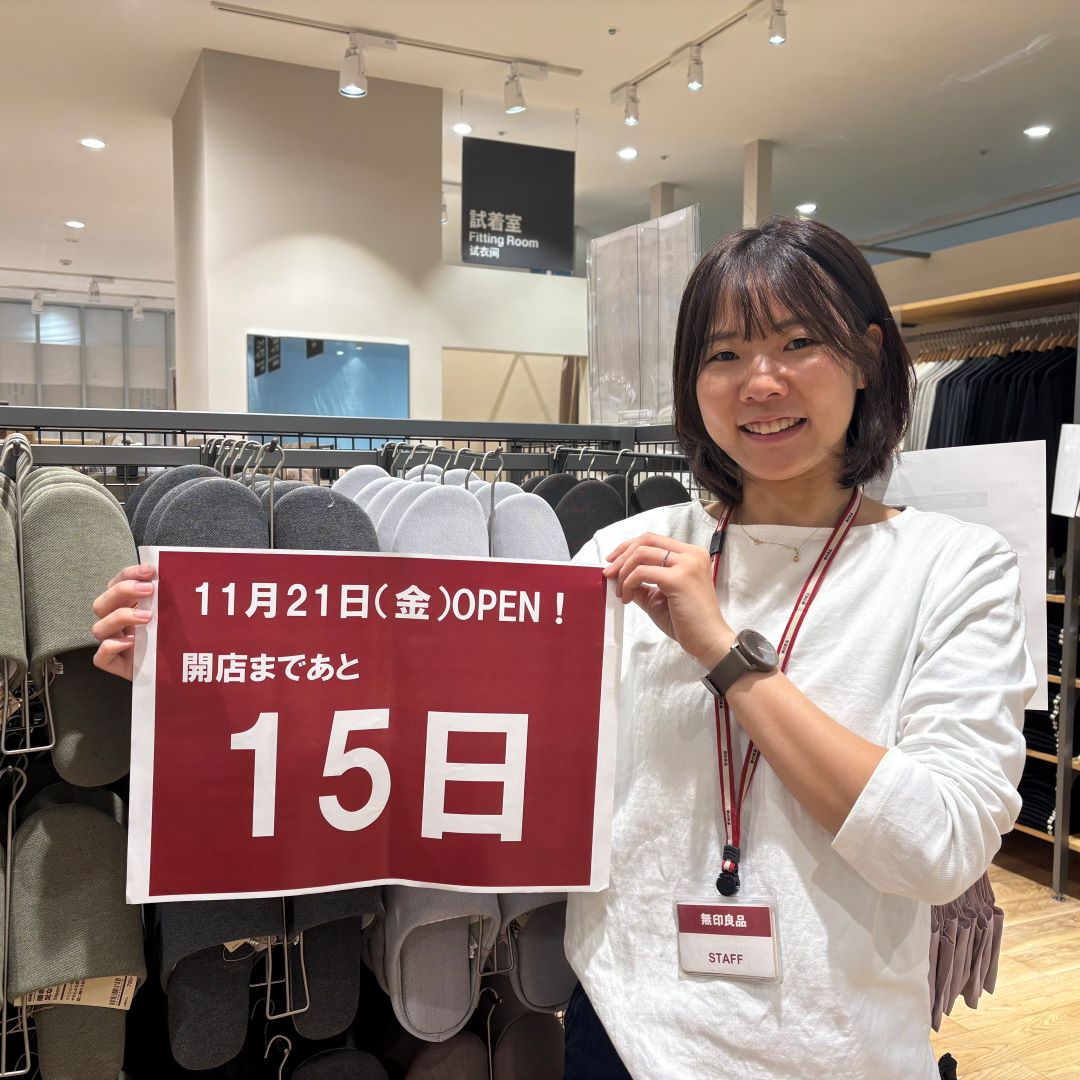 試着室
Fitting Room
试衣间
11月21日(金)OPEN!
開店まであと
15日
無印良品
STAFF